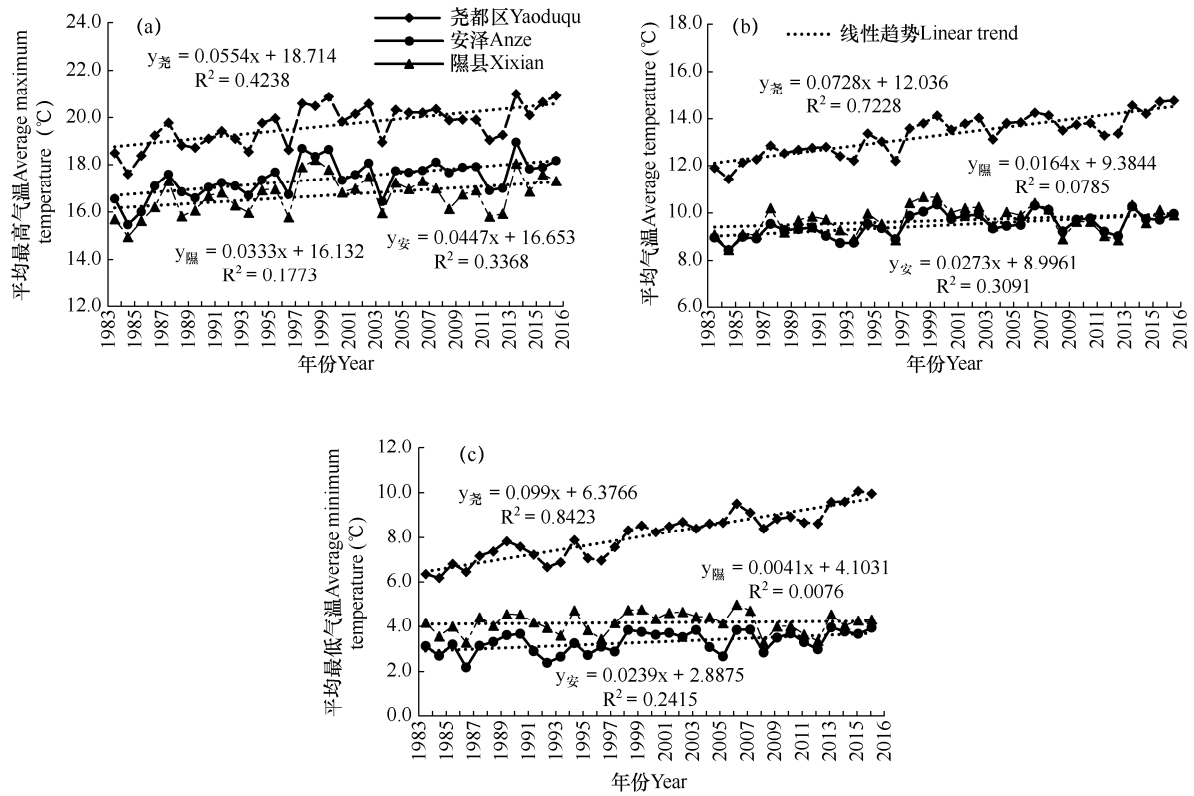 (a)
尧都区Yaoduqu
安泽Anze
隰县Xixian
平均最高气温Average maximum
temperature (℃)
24.0
22.0
20.0
18.0
16.0
14.0
12.0
y尧 = 0.0554x + 18.714
R² = 0.4238
y隰 = 0.0333x + 16.132
R² = 0.1773
y安 = 0.0447x + 16.653
R² = 0.3368
1983 1985 1987 1989 1991 1993 1995 1997 1999 2001 2003 2005 2007 2009 2011 2013 2016
年份Year
(b)
线性趋势Linear trend
平均气温Average temperature (℃)
18.0
16.0
14.0
12.0
10.0
8.0
6.0
y尧 = 0.0728x + 12.036
R² = 0.7228
y隰 = 0.0164x + 9.3844
R² = 0.0785
y安 = 0.0273x + 8.9961
R² = 0.3091
1983 1985 1987 1989 1991 1993 1995 1997 1999 2001 2003 2005 2007 2009 2011 2013 2016
年份Year
(c)
平均最低气温Average minimum
temperature (℃)
12.0
10.0
8.0
6.0
4.0
2.0
0.0
y尧 = 0.099x + 6.3766
R² = 0.8423
y隰 = 0.0041x + 4.1031
R² = 0.0076
y安 = 0.0239x + 2.8875
R² = 0.2415
1983 1985 1987 1989 1991 1993 1995 1997 1999 2001 2003 2005 2007 2009 2011 2013 2016
年份Year